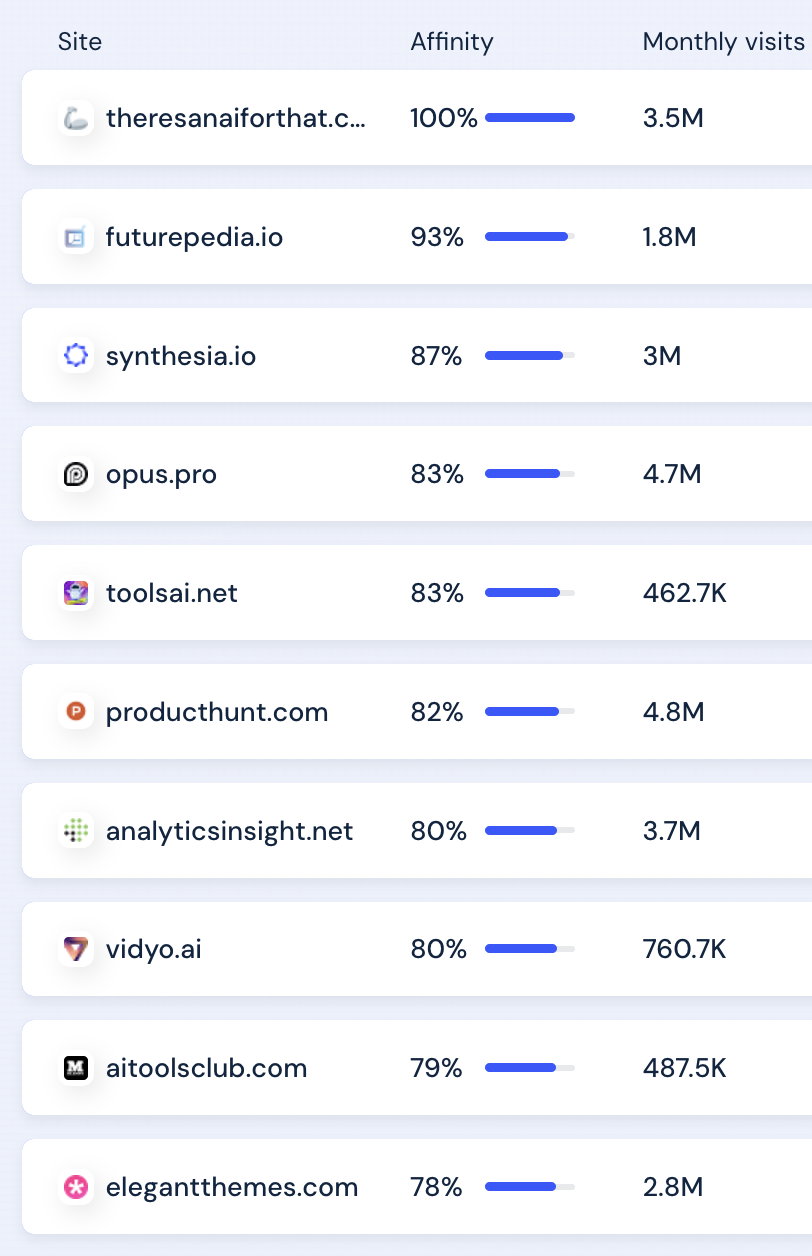 Site Affinity Monthly visits
theresanaiforthat.c... 100% 3.5M
futurepedia.io 93% 1.8M
synthesia.io 87% 3M
opus.pro 83% 4.7M
toolsai.net 83% 462.7K
producthunt.com 82% 4.8M
analyticsinsight.net 80% 3.7M
vidyo.ai 80% 760.7K
aitoolsclub.com 79% 487.5K
elegantthemes.com 78% 2.8M